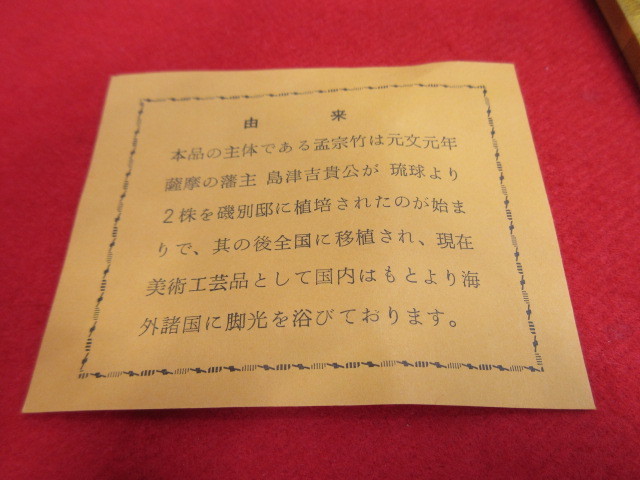 由来
本品の主体である孟宗竹は元文元年
薩摩の藩主 島津吉貴公が 琉球より
2株を磯別邸に植培されたのが始ま
りで、其の後全国に移植され、現在
美術工芸品として国内はもとより海
外諸国に脚光を浴びております。